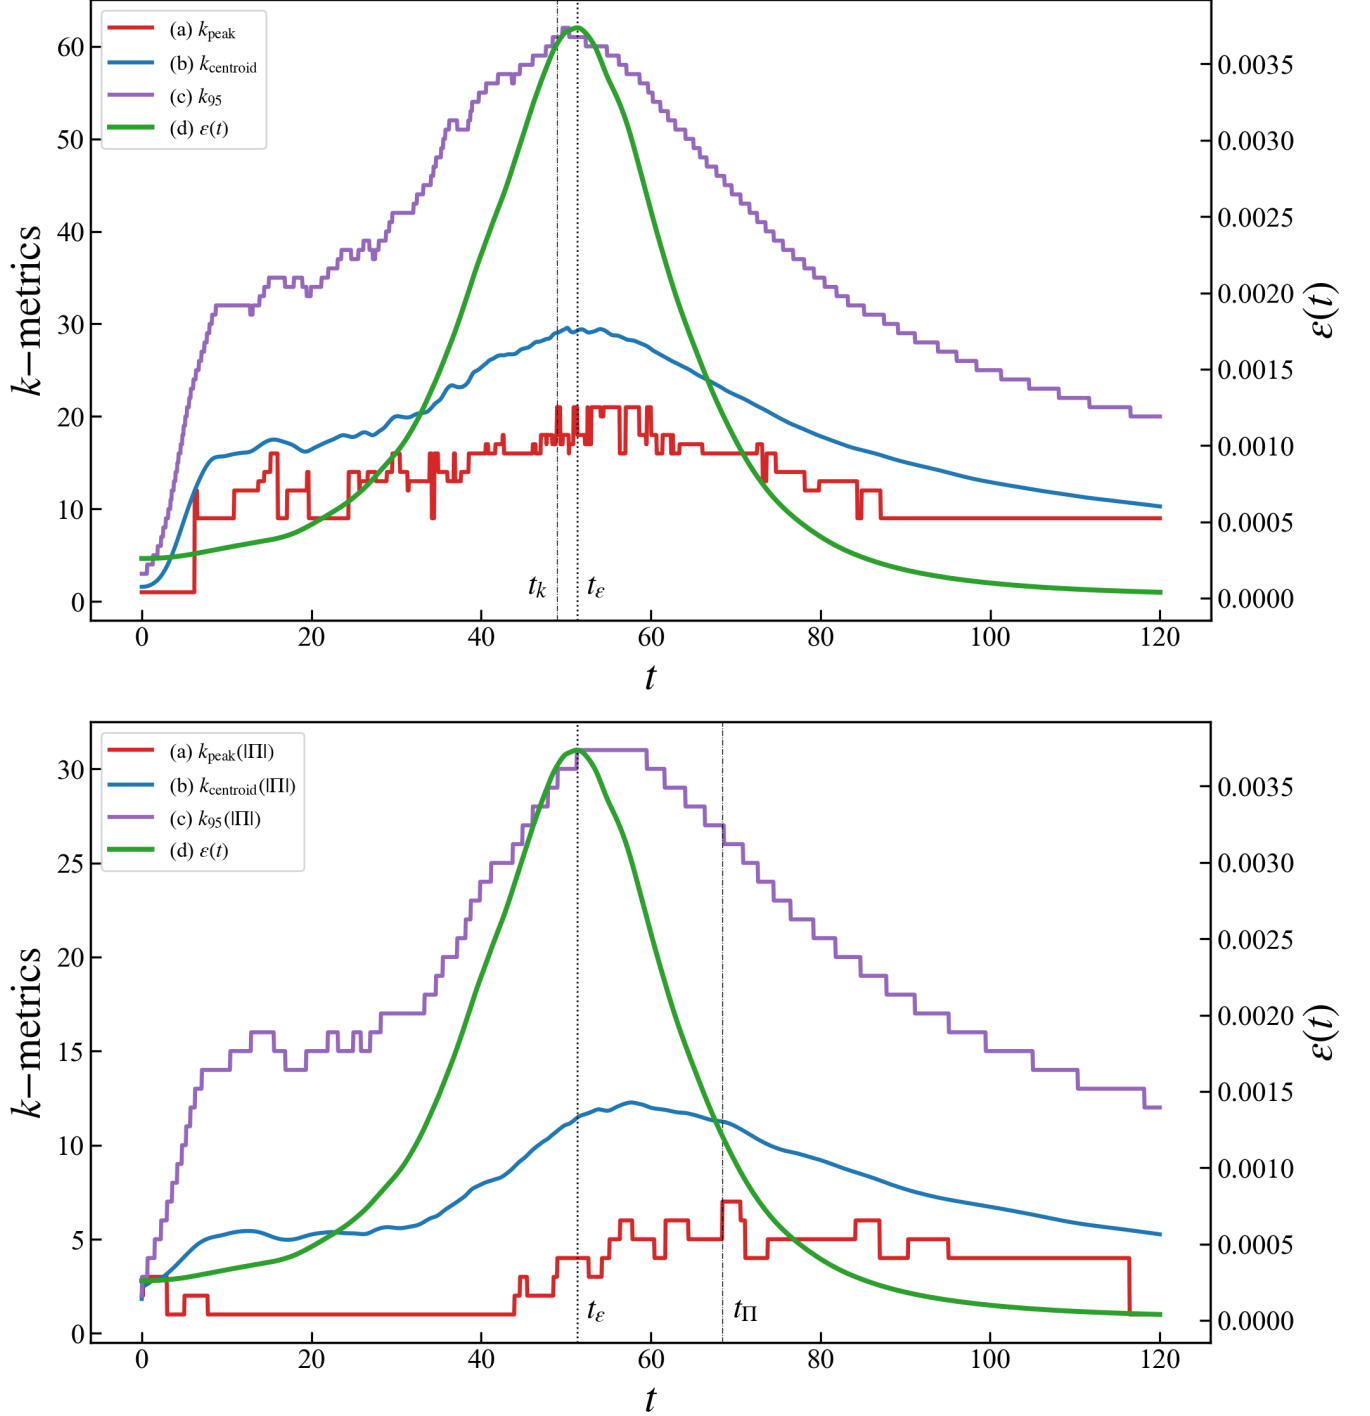 (a) k_peak
(b) k_centroid
(c) k_95
(d) ε(t)
k−metrics
0
10
20
30
40
50
60
ε(t)
0.0000
0.0005
0.0010
0.0015
0.0020
0.0025
0.0030
0.0035
t_k
t_ε
0 20 40 60 80 100 120
t
(a) k_peak(|Π|)
(b) k_centroid(|Π|)
(c) k_95(|Π|)
(d) ε(t)
k−metrics
0
5
10
15
20
25
30
ε(t)
0.0000
0.0005
0.0010
0.0015
0.0020
0.0025
0.0030
0.0035
t_ε
t_Π
0 20 40 60 80 100 120
t